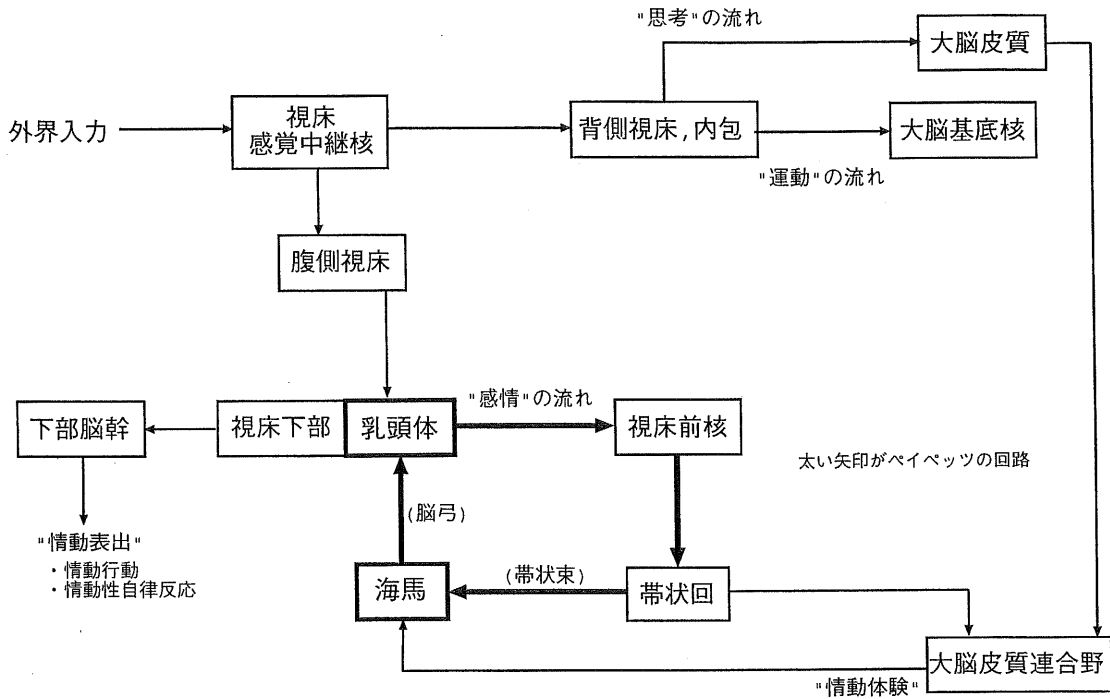 "思考"の流れ
大脳皮質
外界入力
視床
感覚中継核
背側視床,内包
大脳基底核
"運動"の流れ
腹側視床
"感情"の流れ
下部脳幹
視床下部
乳頭体
視床前核
太い矢印がペイペッツの回路
(脳弓)
"情動表出"
・情動行動
・情動性自律反応
海馬
(帯状束)
帯状回
大脳皮質連合野
"情動体験"